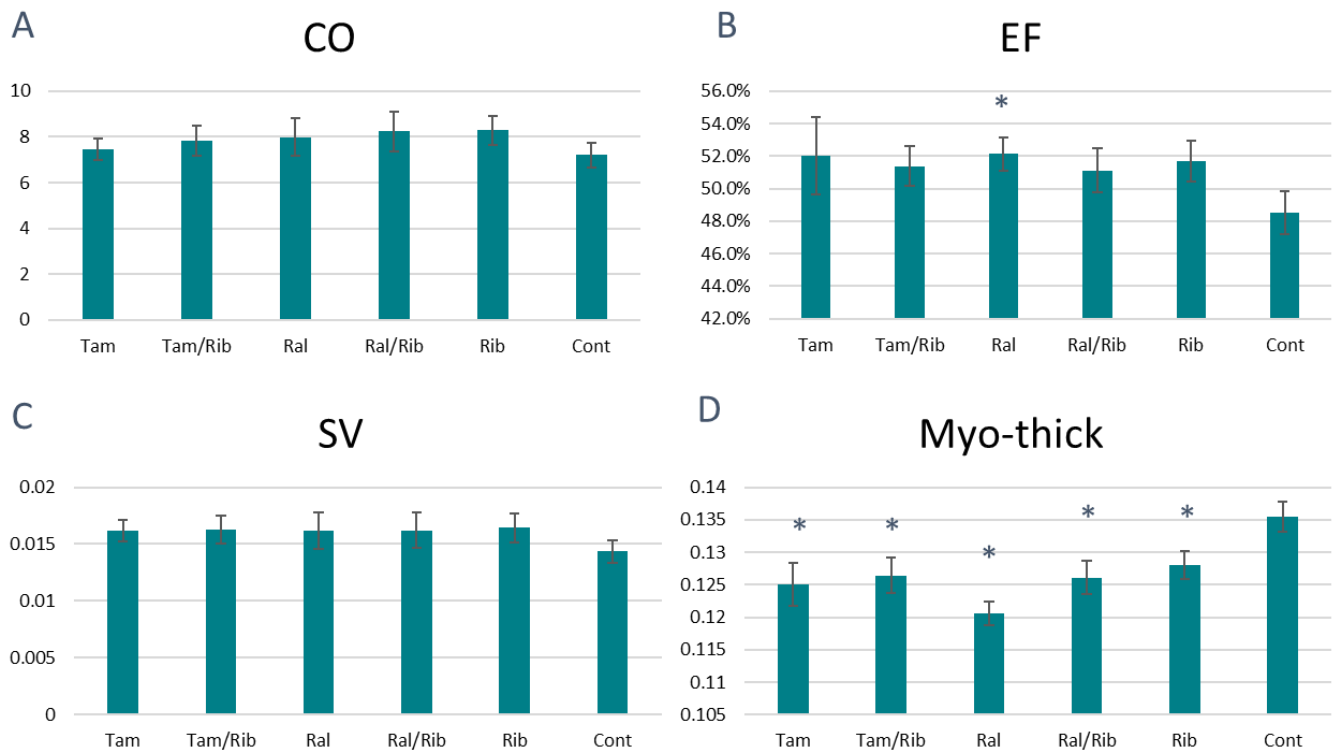 A
CO
10
8
6
4
2
0
Tam Tam/Rib Ral Ral/Rib Rib Cont
B
EF
56.0%
54.0%
52.0%
50.0%
48.0%
46.0%
44.0%
42.0%
*
Tam Tam/Rib Ral Ral/Rib Rib Cont
C
SV
0.02
0.015
0.01
0.005
0
Tam Tam/Rib Ral Ral/Rib Rib Cont
D
Myo-thick
0.14
0.135
0.13
0.125
0.12
0.115
0.11
0.105
* * * * *
Tam Tam/Rib Ral Ral/Rib Rib Cont